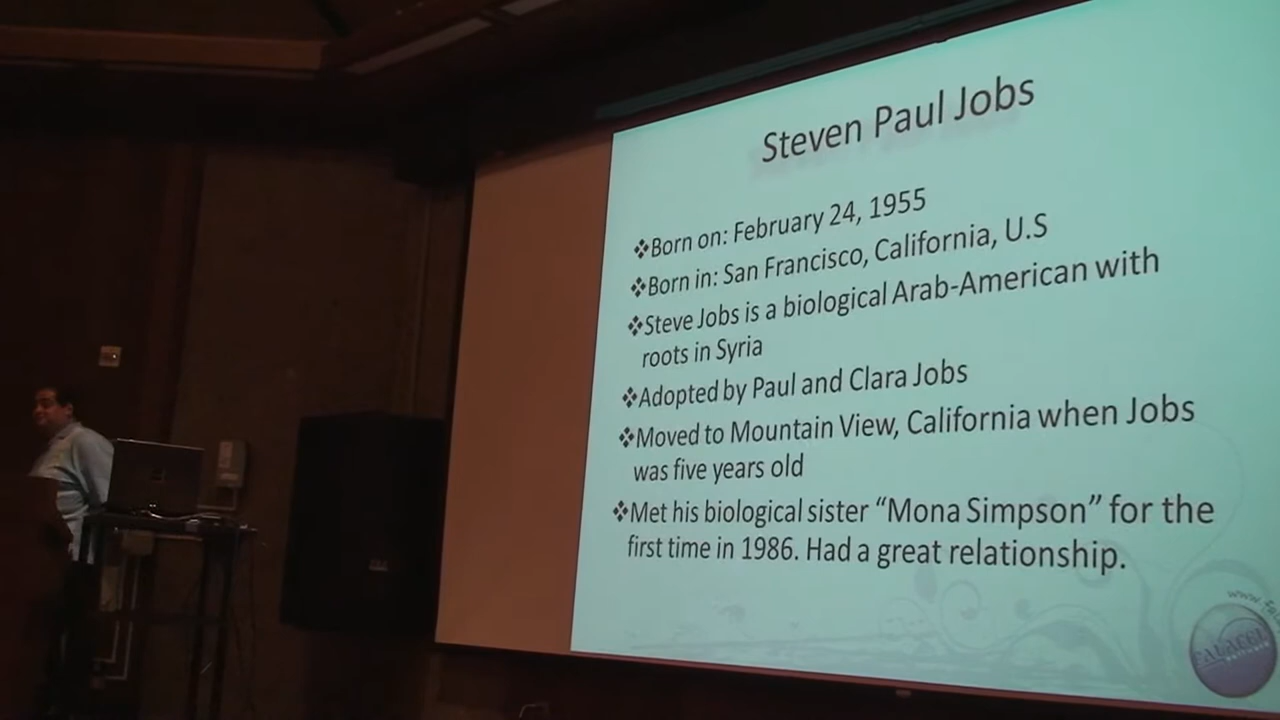 Steven Paul Jobs
❖Born on: February 24, 1955
❖Born in: San Francisco, California, U.S
❖Steve Jobs is a biological Arab-American with
roots in Syria
❖Adopted by Paul and Clara Jobs
❖Moved to Mountain View, California when Jobs
was five years old
❖Met his biological sister “Mona Simpson” for the
first time in 1986. Had a great relationship.